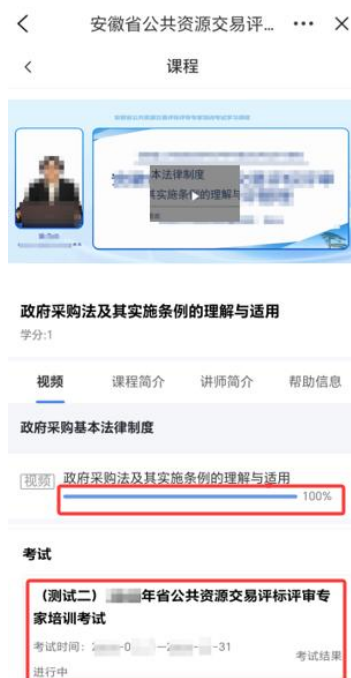 安徽省公共资源交易评...
课程
本法律制度
实施条例的理解与
政府采购法及其实施条例的理解与适用
学分:1
视频 课程简介 讲师简介 帮助信息
政府采购基本法律制度
视频 政府采购法及其实施条例的理解与适用
100%
考试
（测试二） 年省公共资源交易评标评审专
家培训考试
考试时间: -0 — - -31
考试结果
进行中